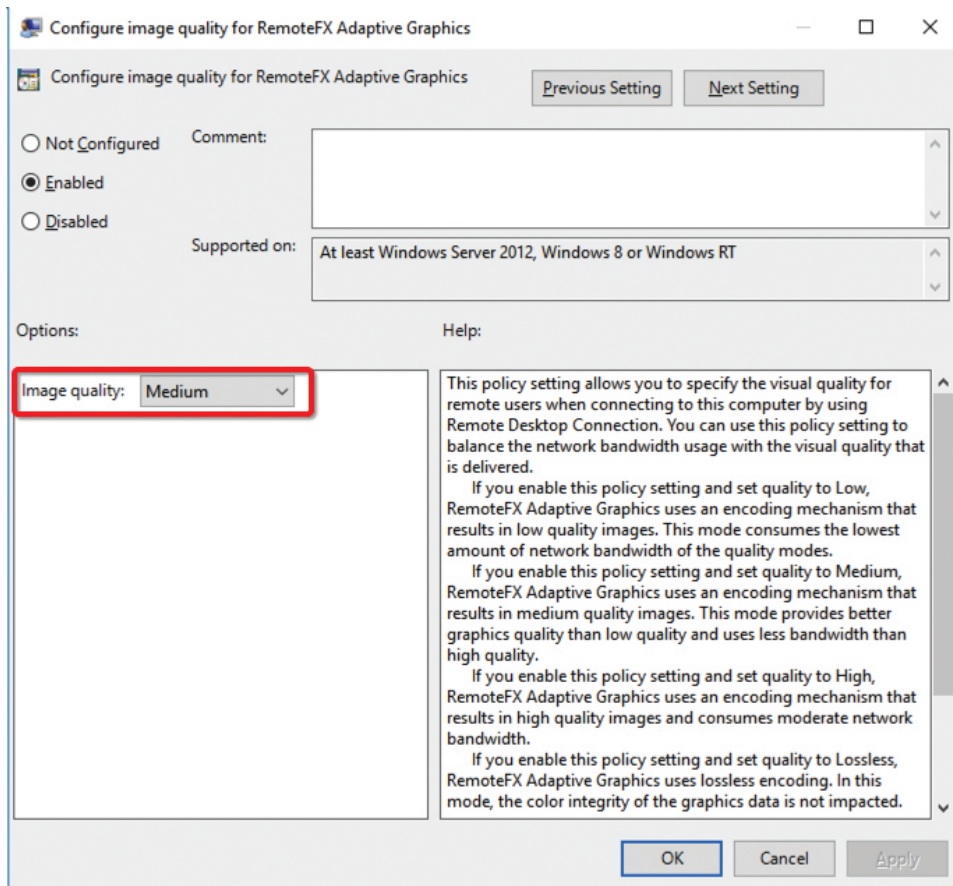 Configure image quality for RemoteFX Adaptive Graphics
Configure image quality for RemoteFX Adaptive Graphics
Previous Setting
Next Setting
Not Configured
Enabled
Disabled
Comment:
Supported on:
At least Windows Server 2012, Windows 8 or Windows RT
Options:
Help:
Image quality:
Medium
This policy setting allows you to specify the visual quality for
remote users when connecting to this computer by using
Remote Desktop Connection. You can use this policy setting to
balance the network bandwidth usage with the visual quality that
is delivered.
If you enable this policy setting and set quality to Low,
RemoteFX Adaptive Graphics uses an encoding mechanism that
results in low quality images. This mode consumes the lowest
amount of network bandwidth of the quality modes.
If you enable this policy setting and set quality to Medium,
RemoteFX Adaptive Graphics uses an encoding mechanism that
results in medium quality images. This mode provides better
graphics quality than low quality and uses less bandwidth than
high quality.
If you enable this policy setting and set quality to High,
RemoteFX Adaptive Graphics uses an encoding mechanism that
results in high quality images and consumes moderate network
bandwidth.
If you enable this policy setting and set quality to Lossless,
RemoteFX Adaptive Graphics uses lossless encoding. In this
mode, the color integrity of the graphics data is not impacted.
OK
Cancel
Apply